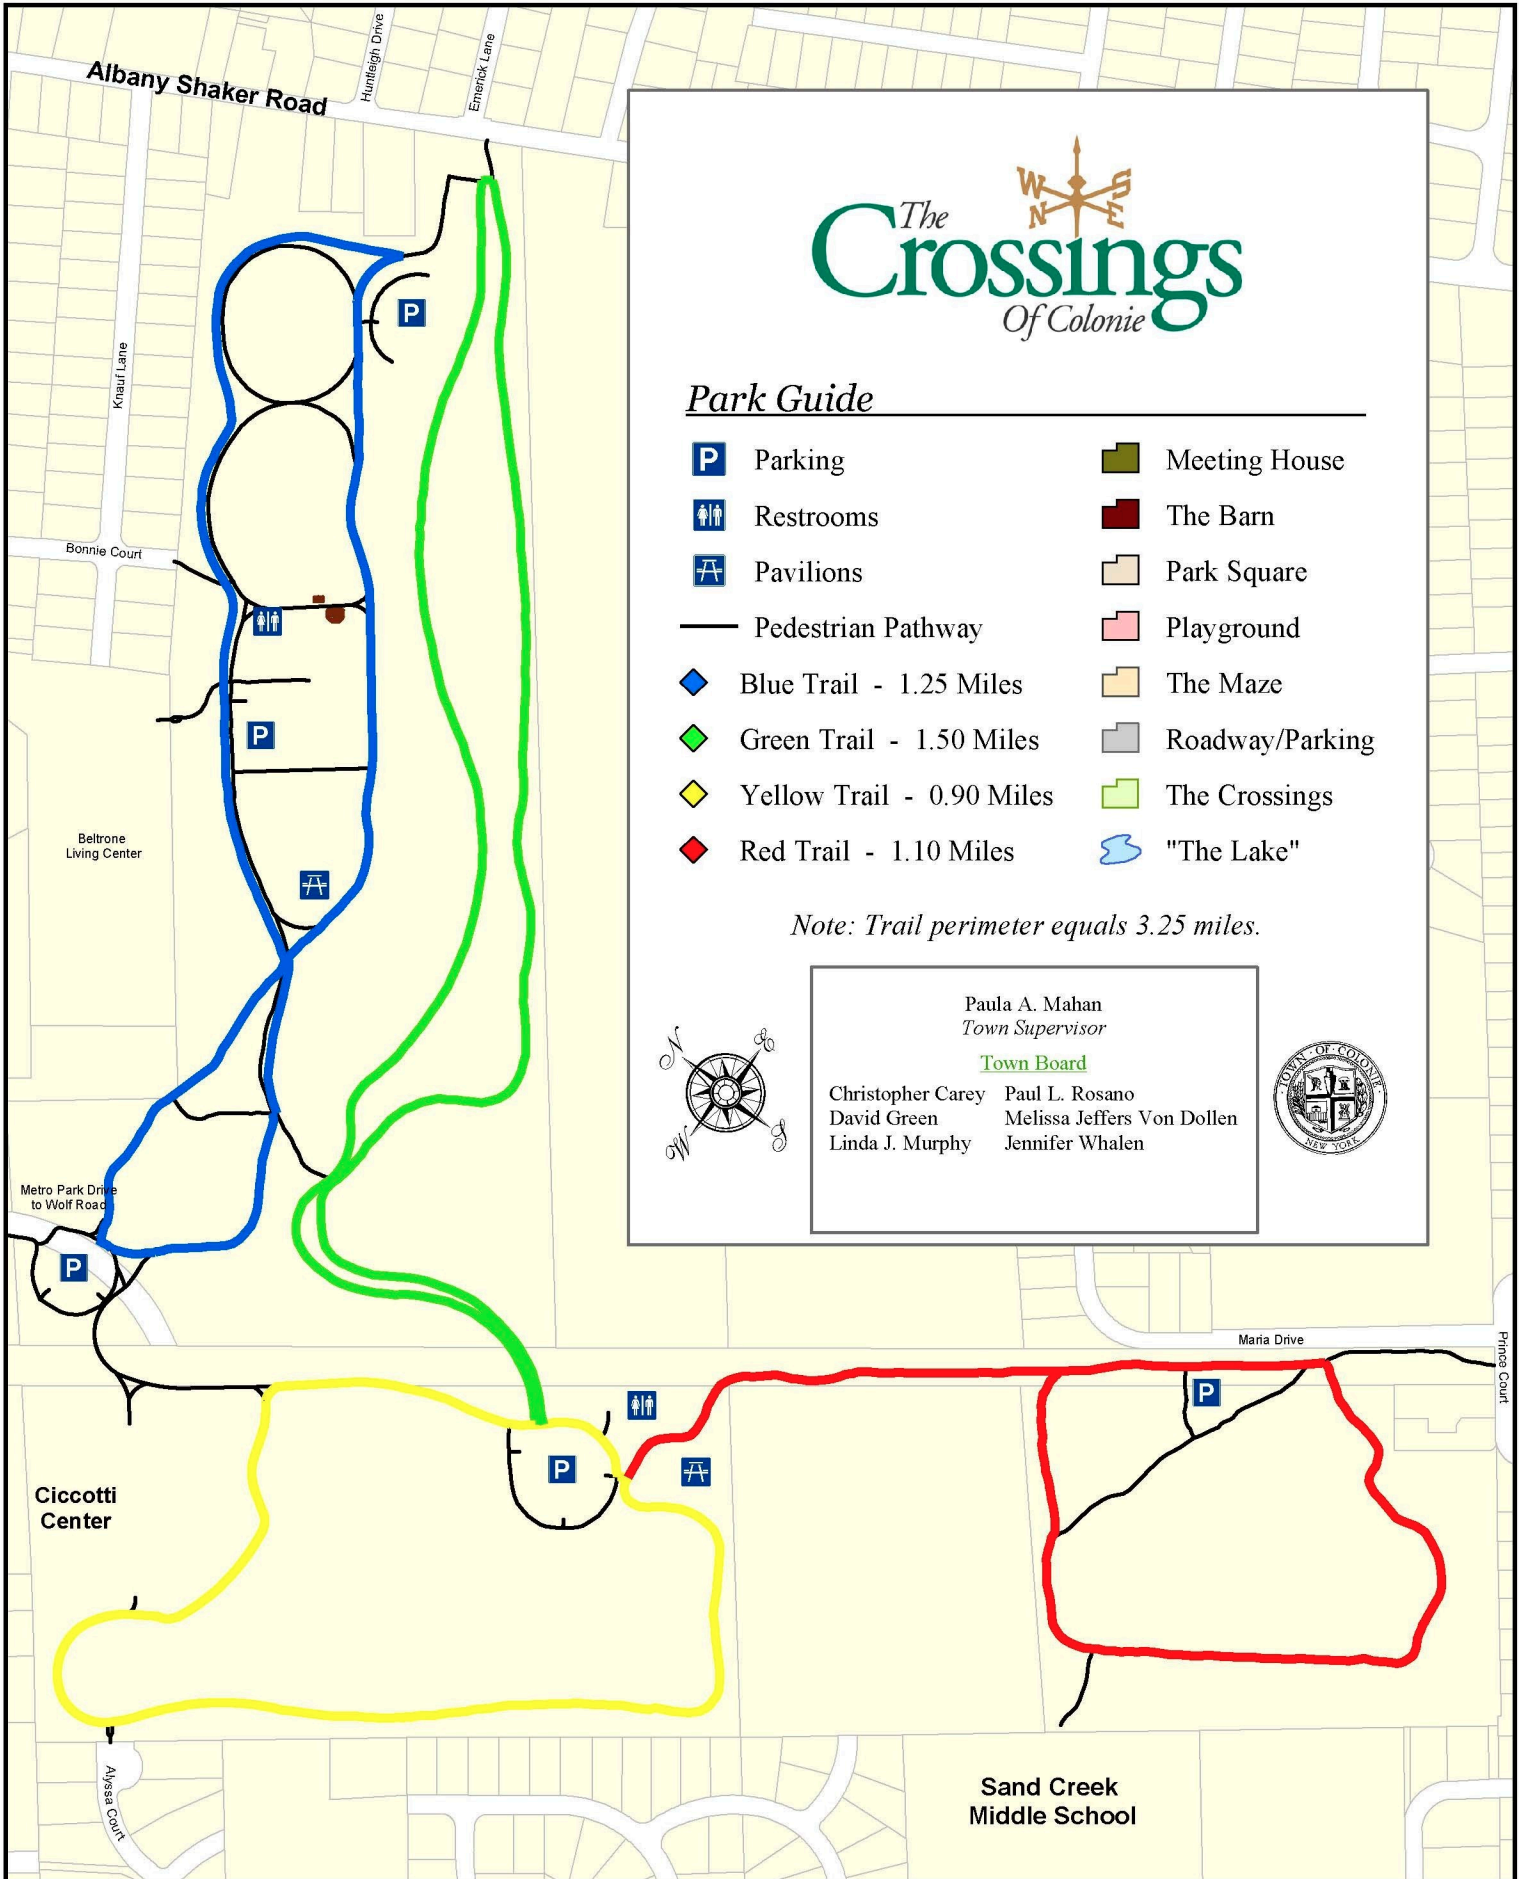 Albany Shaker Road
Huntleigh Drive
Emerick Lane
Knauf Lane
Bonnie Court
Beltrone
Living Center
Metro Park Drive
to Wolf Road
P
P
P
P
P
Ciccotti
Center
Alyssa Court
Sand Creek
Middle School
Maria Drive
Prince Court
W S
N E
The
Crossings
Of Colonie
Park Guide
P Parking
Restrooms
Pavilions
Pedestrian Pathway
Blue Trail - 1.25 Miles
Green Trail - 1.50 Miles
Yellow Trail - 0.90 Miles
Red Trail - 1.10 Miles
Meeting House
The Barn
Park Square
Playground
The Maze
Roadway/Parking
The Crossings
"The Lake"
Note: Trail perimeter equals 3.25 miles.
N E
W S
Paula A. Mahan
Town Supervisor
Town Board
Christopher Carey Paul L. Rosano
David Green Melissa Jeffers Von Dollen
Linda J. Murphy Jennifer Whalen
TOWN · OF · COLONIE
NEW YORK